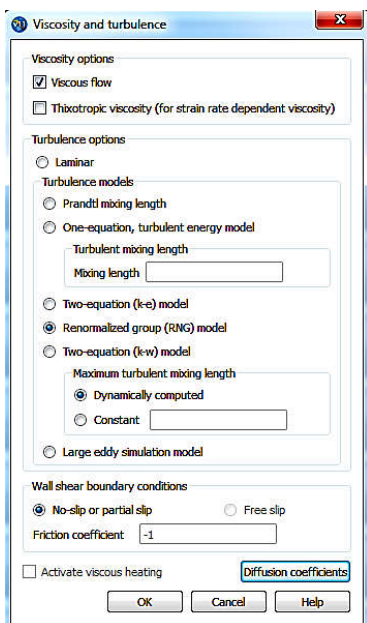 Viscosity and turbulence
Viscosity options
Viscous flow
Thixotropic viscosity (for strain rate dependent viscosity)
Turbulence options
Laminar
Turbulence models
Prandtl mixing length
One-equation, turbulent energy model
Turbulent mixing length
Mixing length
Two-equation (k-e) model
Renormalized group (RNG) model
Two-equation (k-w) model
Maximum turbulent mixing length
Dynamically computed
Constant
Large eddy simulation model
Wall shear boundary conditions
No-slip or partial slip Free slip
Friction coefficient -1
Activate viscous heating Diffusion coefficients
OK Cancel Help